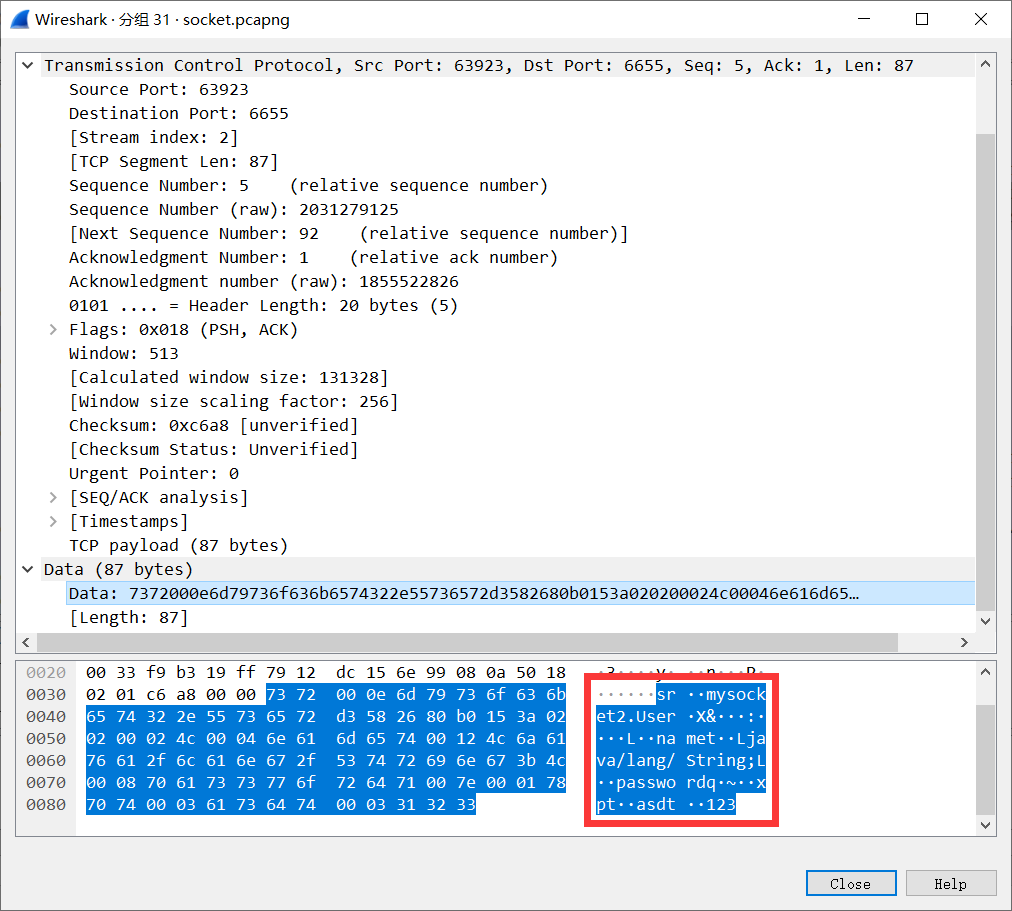 Wireshark · 分组 31 · socket.pcapng
Transmission Control Protocol, Src Port: 63923, Dst Port: 6655, Seq: 5, Ack: 1, Len: 87
Source Port: 63923
Destination Port: 6655
[Stream index: 2]
[TCP Segment Len: 87]
Sequence Number: 5    (relative sequence number)
Sequence Number (raw): 2031279125
[Next Sequence Number: 92    (relative sequence number)]
Acknowledgment Number: 1    (relative ack number)
Acknowledgment number (raw): 1855522826
0101 .... = Header Length: 20 bytes (5)
Flags: 0x018 (PSH, ACK)
Window: 513
[Calculated window size: 131328]
[Window size scaling factor: 256]
Checksum: 0xc6a8 [unverified]
[Checksum Status: Unverified]
Urgent Pointer: 0
[SEQ/ACK analysis]
[Timestamps]
TCP payload (87 bytes)
Data (87 bytes)
Data: 7372000e6d79736f636b6574322e55736572d3582680b0153a020200024c00046e616d65…
[Length: 87]
0020 00 33 f9 b3 19 ff 79 12 dc 15 6e 99 08 0a 50 18 ·3····y· ··n···P·
0030 02 01 c6 a8 00 00 73 72 00 0e 6d 79 73 6f 63 6b ······sr ··mysock
0040 65 74 32 2e 55 73 65 72 d3 58 26 80 b0 15 3a 02 et2.User ·X&···:·
0050 02 00 02 4c 00 04 6e 61 6d 65 74 00 12 4c 6a 61 ···L··na met··Lja
0060 76 61 2f 6c 61 6e 67 2f 53 74 72 69 6e 67 3b 4c va/lang/ String;L
0070 00 08 70 61 73 73 77 6f 72 64 71 00 7e 00 01 78 ··passwo rdq·~··x
0080 70 74 00 03 61 73 64 74 00 03 31 32 33 pt··asdt ··123
Close Help